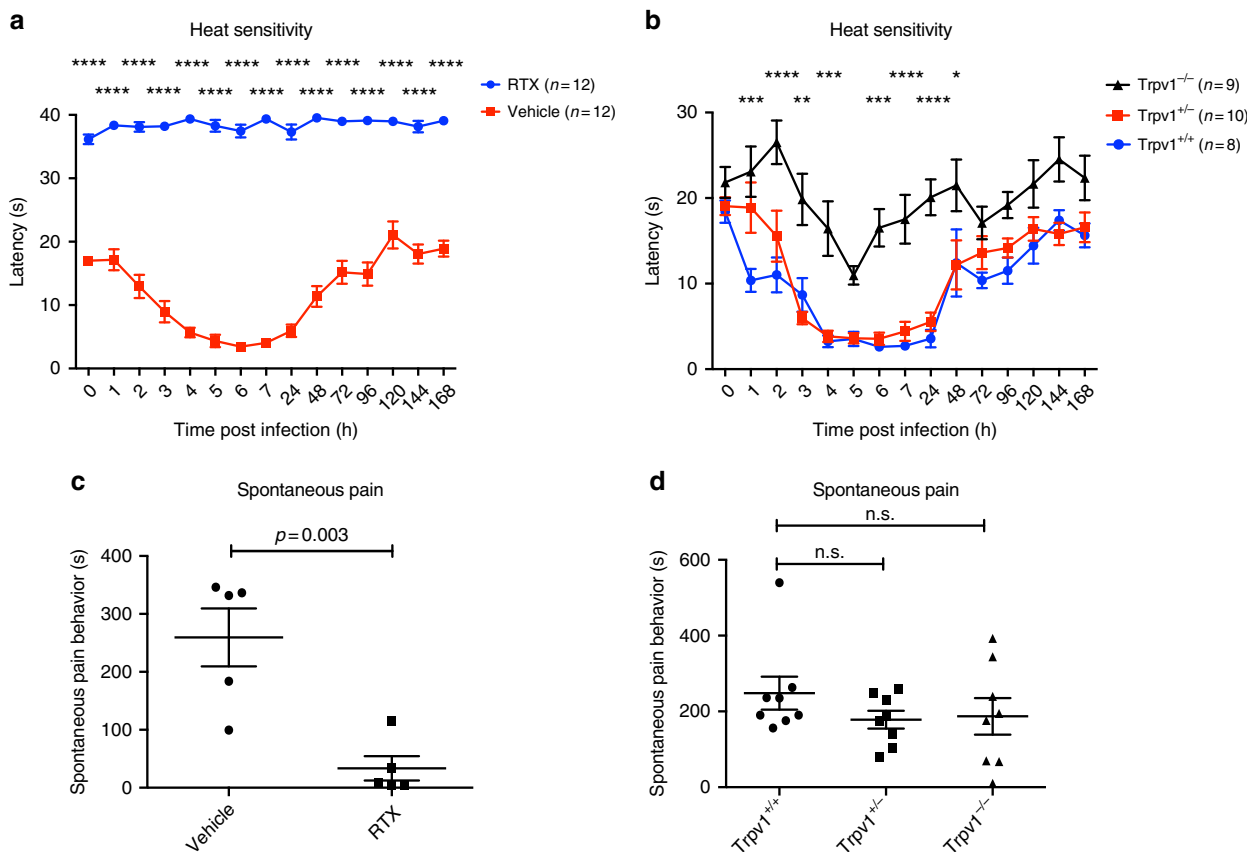 a
Heat sensitivity
**** **** **** **** **** **** **** ****
**** **** **** **** **** **** ****
RTX (n=12)
Vehicle (n=12)
50
40
30
20
10
0
Latency (s)
0 1 2 3 4 5 6 7 24 48 72 96 120 144 168
Time post infection (h)
b
Heat sensitivity
**** *** **** *
*** ** *** ****
Trpv1−/− (n=9)
Trpv1+/− (n=10)
Trpv1+/+ (n=8)
30
20
10
0
Latency (s)
0 1 2 3 4 5 6 7 24 48 72 96 120 144 168
Time post infection (h)
c
Spontaneous pain
p=0.003
400
300
200
100
0
Spontaneous pain behavior (s)
Vehicle
RTX
d
Spontaneous pain
n.s.
n.s.
600
400
200
0
Spontaneous pain behavior (s)
Trpv1+/+
Trpv1+/−
Trpv1−/−